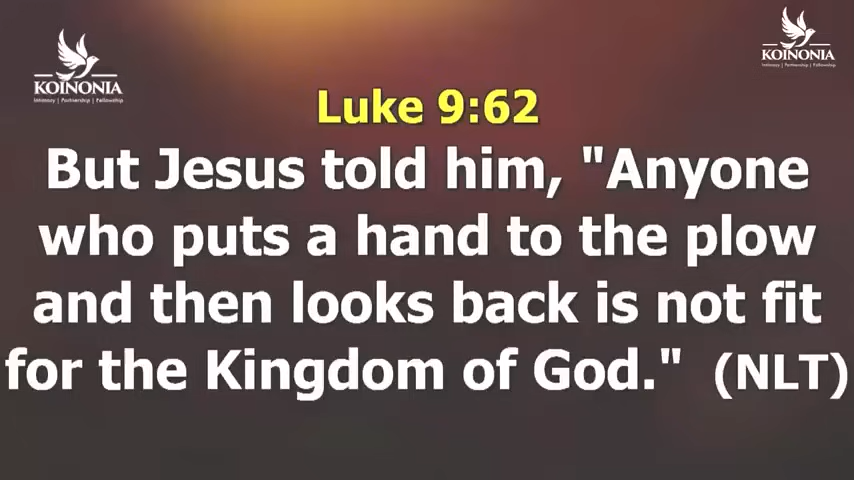 KOINONIA
Intimacy | Partnership | Fellowship
KOINONIA
Intimacy | Partnership | Fellowship
Luke 9:62
But Jesus told him, "Anyone
who puts a hand to the plow
and then looks back is not fit
for the Kingdom of God." (NLT)